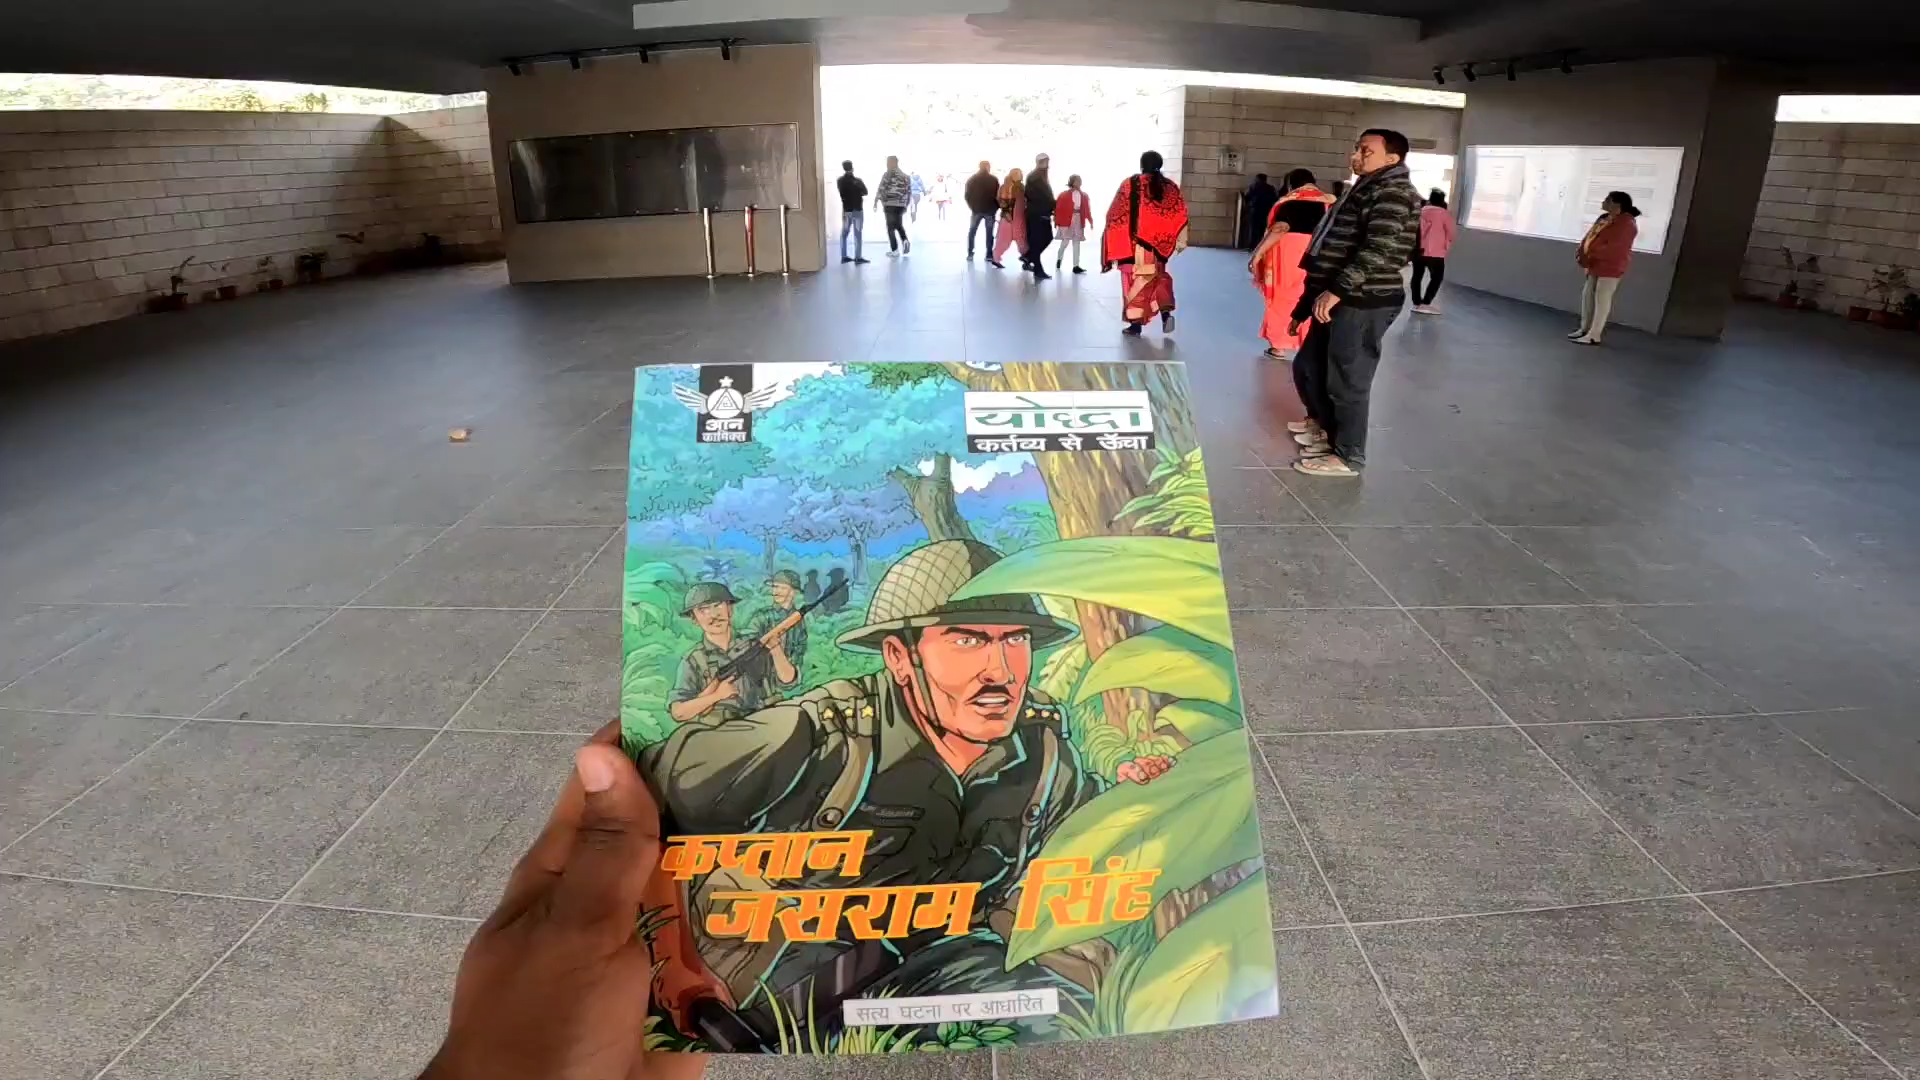 आन
कॉमिक्स
योद्धा
कर्तव्य से ऊँचा
कप्तान
जसराम सिंह
सत्य घटना पर आधारित